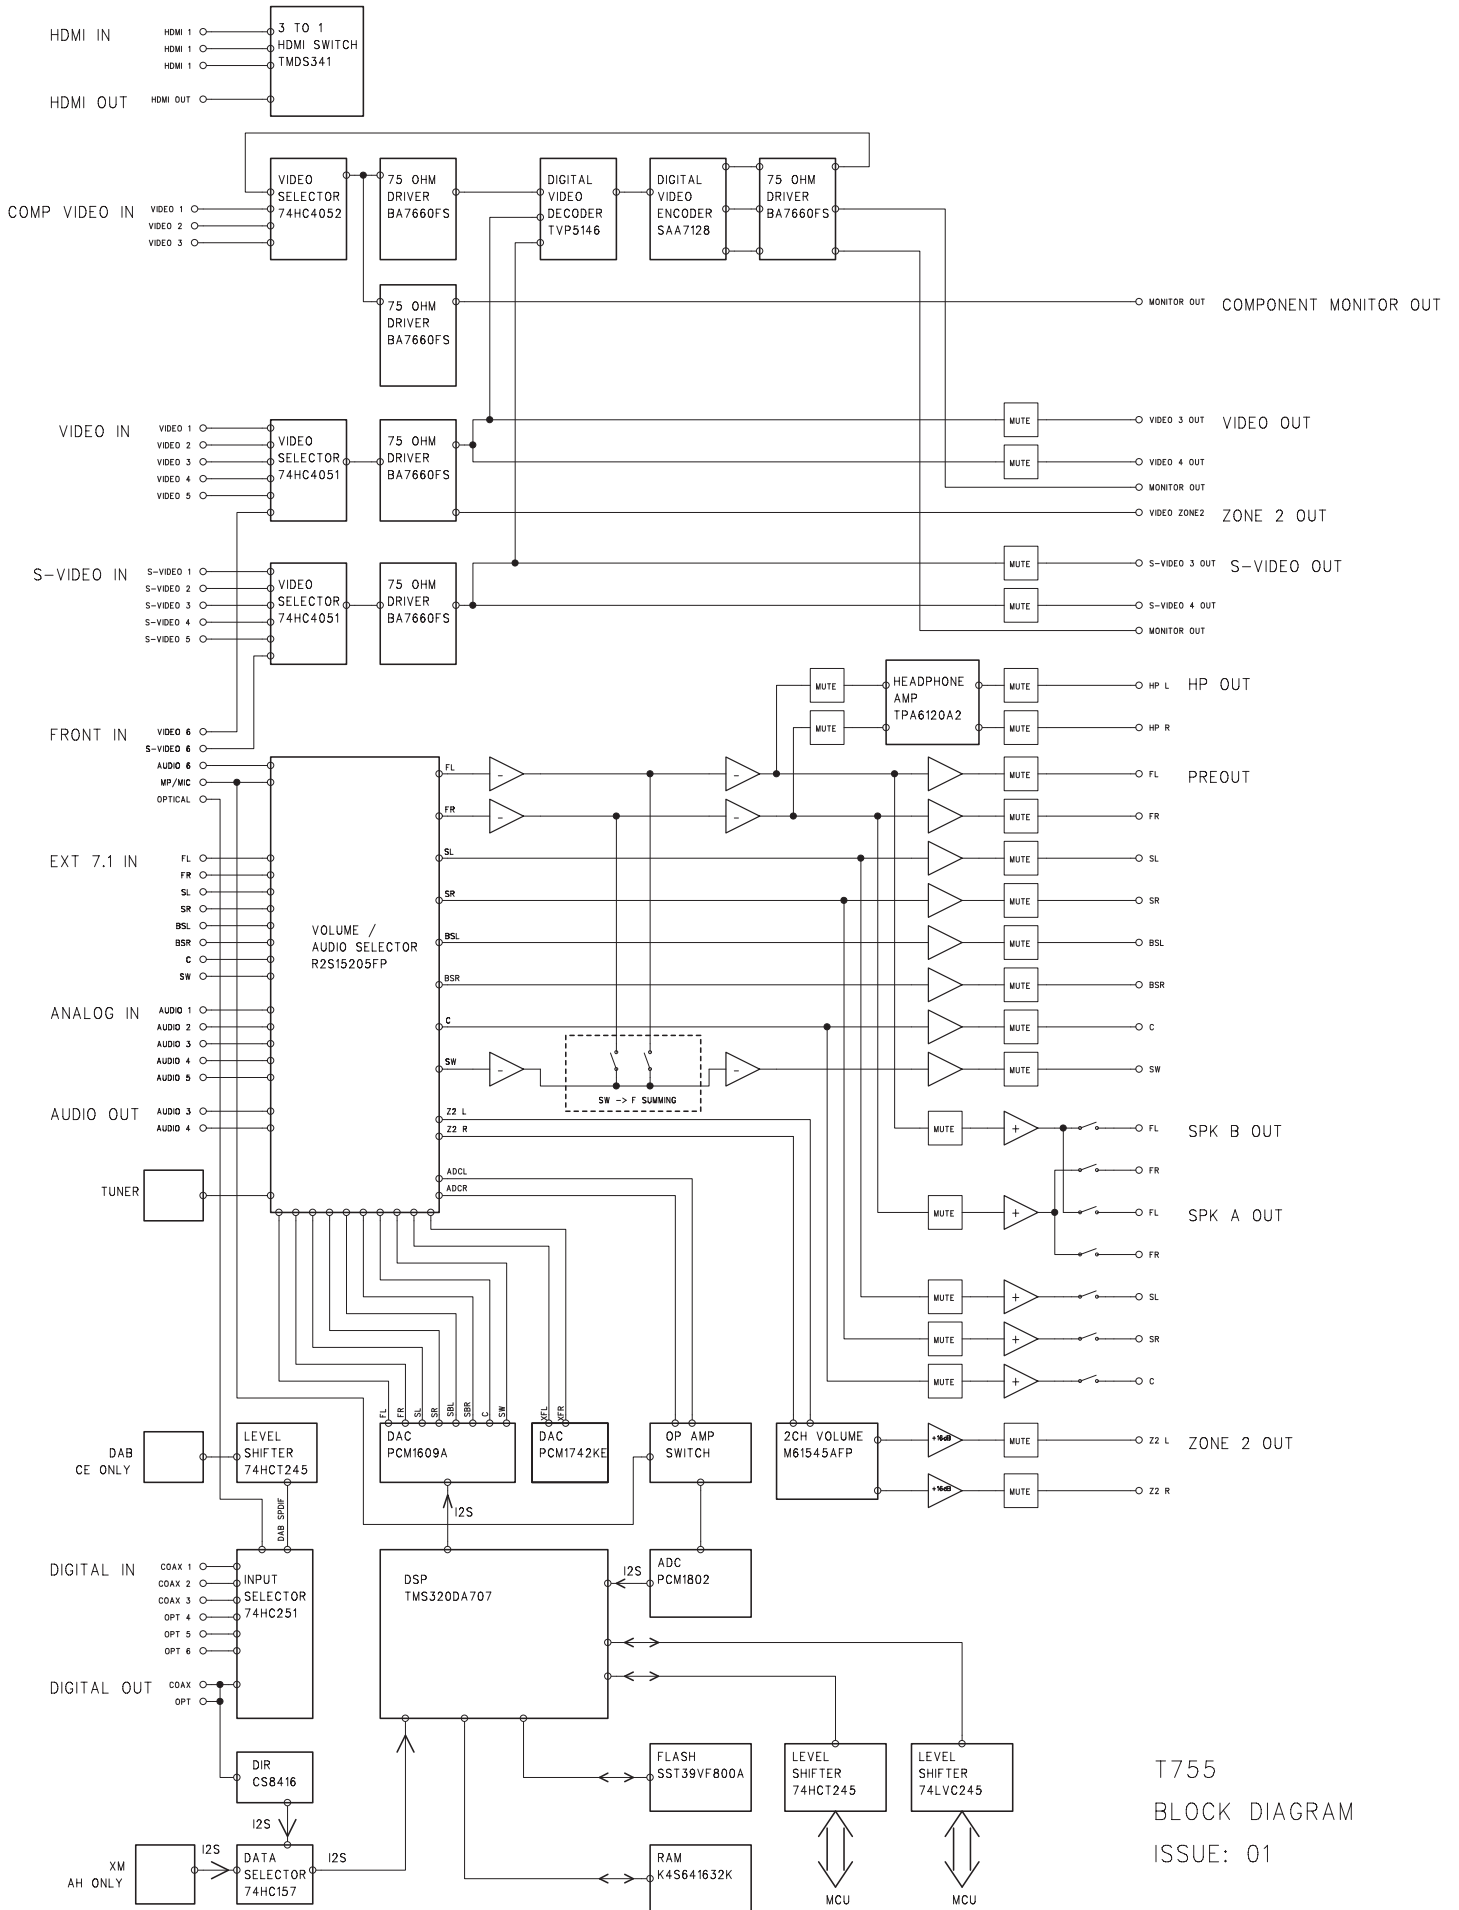 HDMI IN
HDMI 1
HDMI 1
HDMI 1
HDMI OUT
HDMI OUT
3 TO 1
HDMI SWITCH
TMDS341
COMP VIDEO IN
VIDEO 1
VIDEO 2
VIDEO 3
VIDEO
SELECTOR
74HC4052
75 OHM
DRIVER
BA7660FS
DIGITAL
VIDEO
DECODER
TVP5146
DIGITAL
VIDEO
ENCODER
SAA7128
75 OHM
DRIVER
BA7660FS
75 OHM
DRIVER
BA7660FS
MONITOR OUT
COMPONENT MONITOR OUT
VIDEO IN
VIDEO 1
VIDEO 2
VIDEO 3
VIDEO 4
VIDEO 5
VIDEO
SELECTOR
74HC4051
75 OHM
DRIVER
BA7660FS
MUTE
VIDEO 3 OUT
VIDEO OUT
MUTE
VIDEO 4 OUT
MONITOR OUT
VIDEO ZONE2
ZONE 2 OUT
S-VIDEO IN
S-VIDEO 1
S-VIDEO 2
S-VIDEO 3
S-VIDEO 4
S-VIDEO 5
VIDEO
SELECTOR
74HC4051
75 OHM
DRIVER
BA7660FS
MUTE
S-VIDEO 3 OUT
S-VIDEO OUT
MUTE
S-VIDEO 4 OUT
MONITOR OUT
MUTE
MUTE
HEADPHONE
AMP
TPA6120A2
MUTE
MUTE
HP L
HP OUT
HP R
FRONT IN
VIDEO 6
S-VIDEO 6
AUDIO 6
MP/MIC
OPTICAL
EXT 7.1 IN
FL
FR
SL
SR
BSL
BSR
C
SW
ANALOG IN
AUDIO 1
AUDIO 2
AUDIO 3
AUDIO 4
AUDIO 5
AUDIO OUT
AUDIO 3
AUDIO 4
TUNER
VOLUME /
AUDIO SELECTOR
R2S15205FP
FL
FR
SL
SR
BSL
BSR
C
SW
Z2 L
Z2 R
ADCL
ADCR
-
-
-
-
-
-
SW -> F SUMMING
MUTE
FL
PREOUT
MUTE
FR
MUTE
SL
MUTE
SR
MUTE
BSL
MUTE
BSR
MUTE
C
MUTE
SW
MUTE
+
FL
SPK B OUT
FR
MUTE
+
FL
SPK A OUT
FR
MUTE
+
SL
MUTE
+
SR
MUTE
+
C
DAB
CE ONLY
LEVEL
SHIFTER
74HCT245
DAB SPDIF
FL
FR
SL
SR
SBL
SBR
C
SW
DAC
PCM1609A
XFL
XFR
DAC
PCM1742KE
OP AMP
SWITCH
2CH VOLUME
M61545AFP
+16dB
MUTE
Z2 L
ZONE 2 OUT
+16dB
MUTE
Z2 R
I2S
DIGITAL IN
COAX 1
COAX 2
COAX 3
OPT 4
OPT 5
OPT 6
INPUT
SELECTOR
74HC251
DSP
TMS320DA707
I2S
ADC
PCM1802
DIGITAL OUT
COAX
OPT
DIR
CS8416
I2S
XM
AH ONLY
I2S
DATA
SELECTOR
74HC157
I2S
FLASH
SST39VF800A
RAM
K4S641632K
LEVEL
SHIFTER
74HCT245
MCU
LEVEL
SHIFTER
74LVC245
MCU
T755
BLOCK DIAGRAM
ISSUE: 01